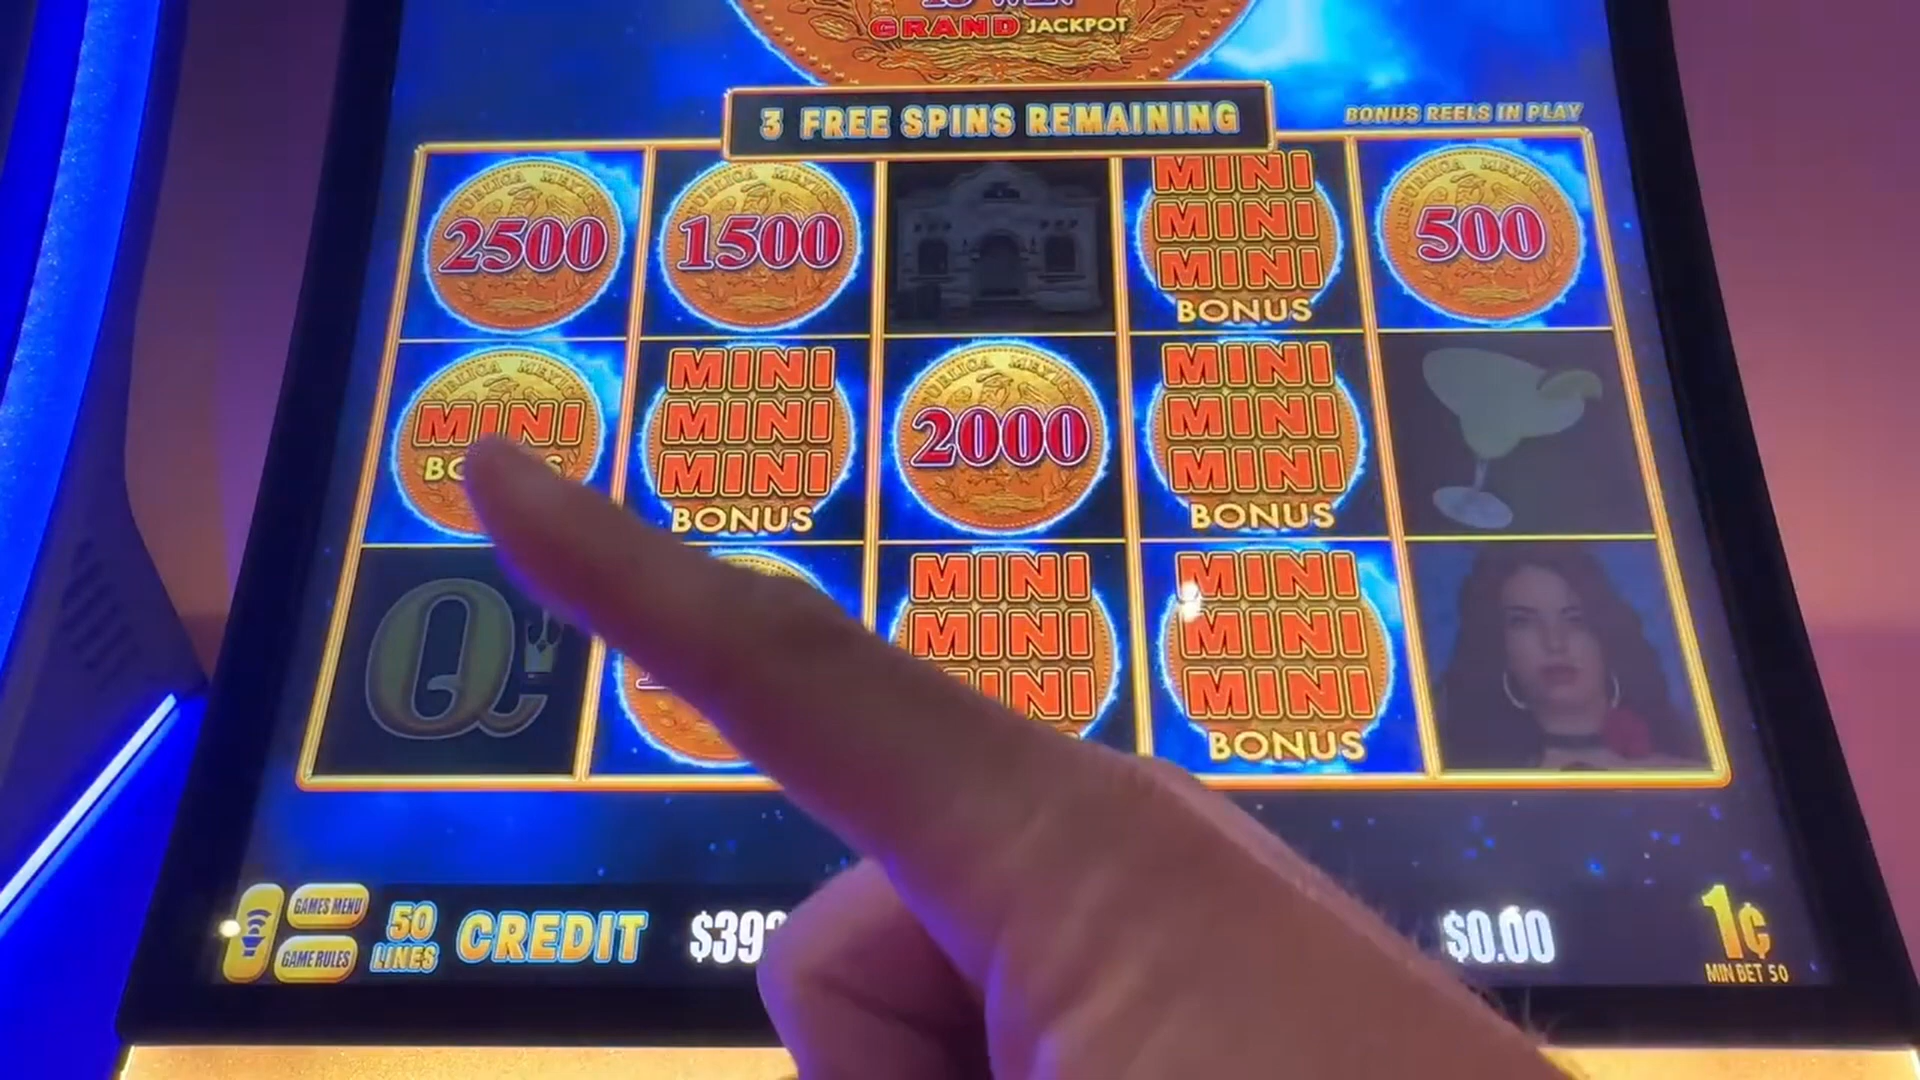 GRAND JACKPOT
3 FREE SPINS REMAINING
BONUS REELS IN PLAY
2500
1500
MINI
MINI
MINI
BONUS
500
MINI
MINI
MINI
MINI
BONUS
2000
MINI
MINI
MINI
BONUS
Q
MINI
MINI
MINI
MINI
MINI
MINI
BONUS
GAMES MENU
GAME RULES
50
LINES
CREDIT
$0.00
1¢
MIN BET 50